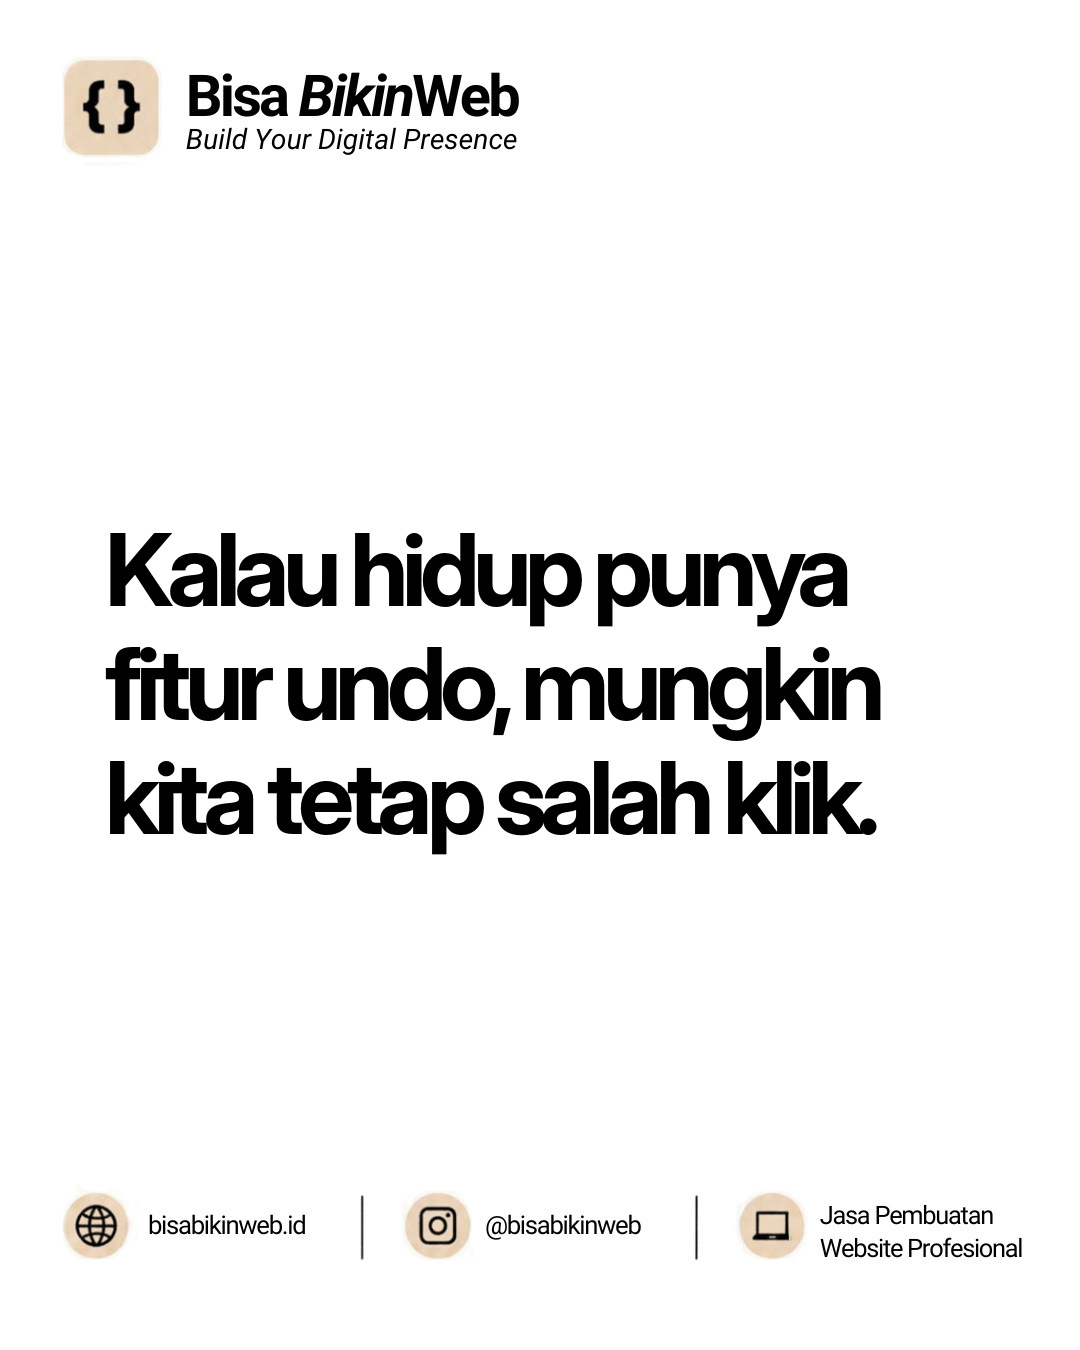 { }
Bisa BikinWeb
Build Your Digital Presence
Kalau hidup punya
fitur undo, mungkin
kita tetap salah klik.
bisabikinweb.id
@bisabikinweb
Jasa Pembuatan
Website Profesional